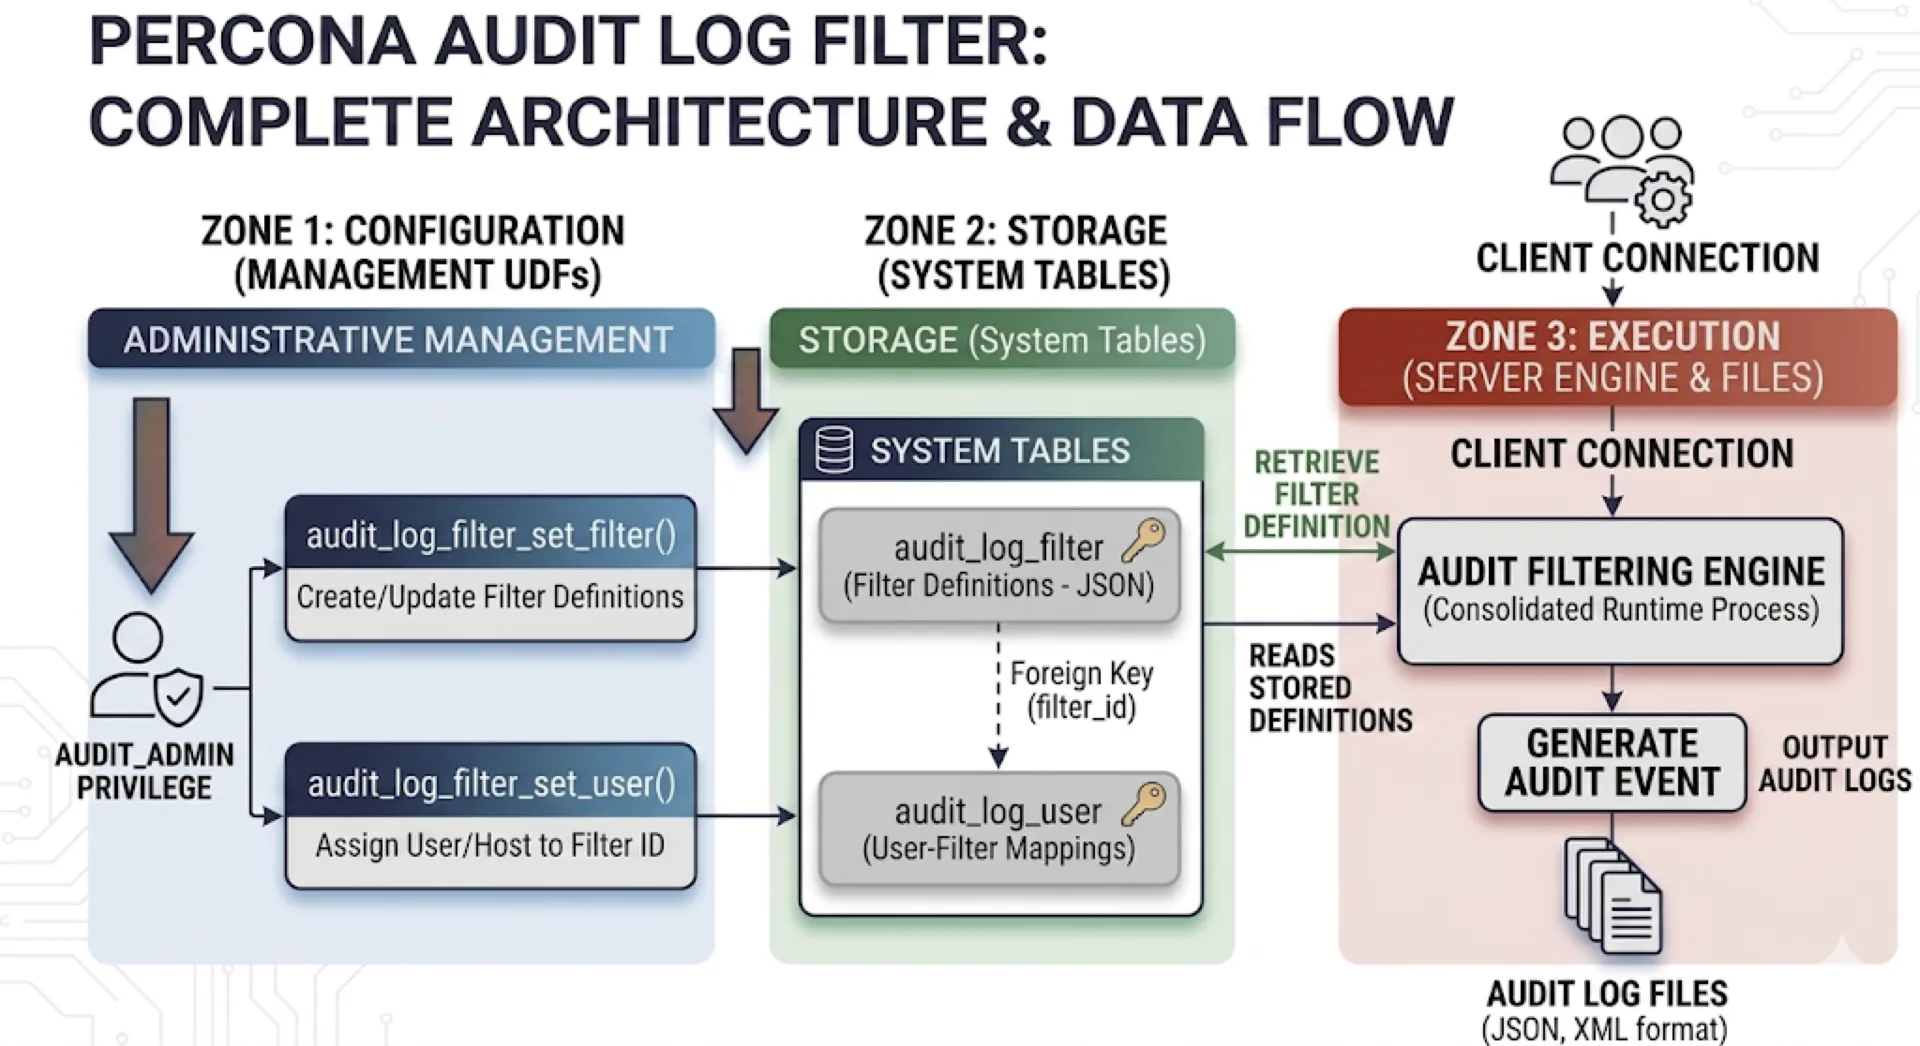 PERCONA AUDIT LOG FILTER:
COMPLETE ARCHITECTURE & DATA FLOW
ZONE 1: CONFIGURATION
(MANAGEMENT UDFs)
ADMINISTRATIVE MANAGEMENT
audit_log_filter_set_filter()
Create/Update Filter Definitions
AUDIT_ADMIN
PRIVILEGE
audit_log_filter_set_user()
Assign User/Host to Filter ID
ZONE 2: STORAGE
(SYSTEM TABLES)
STORAGE (System Tables)
SYSTEM TABLES
audit_log_filter
(Filter Definitions - JSON)
Foreign Key
(filter_id)
audit_log_user
(User-Filter Mappings)
RETRIEVE
FILTER
DEFINITION
READS
STORED
DEFINITIONS
CLIENT CONNECTION
ZONE 3: EXECUTION
(SERVER ENGINE & FILES)
CLIENT CONNECTION
AUDIT FILTERING ENGINE
(Consolidated Runtime Process)
GENERATE
AUDIT EVENT
OUTPUT
AUDIT LOGS
AUDIT LOG FILES
(JSON, XML format)